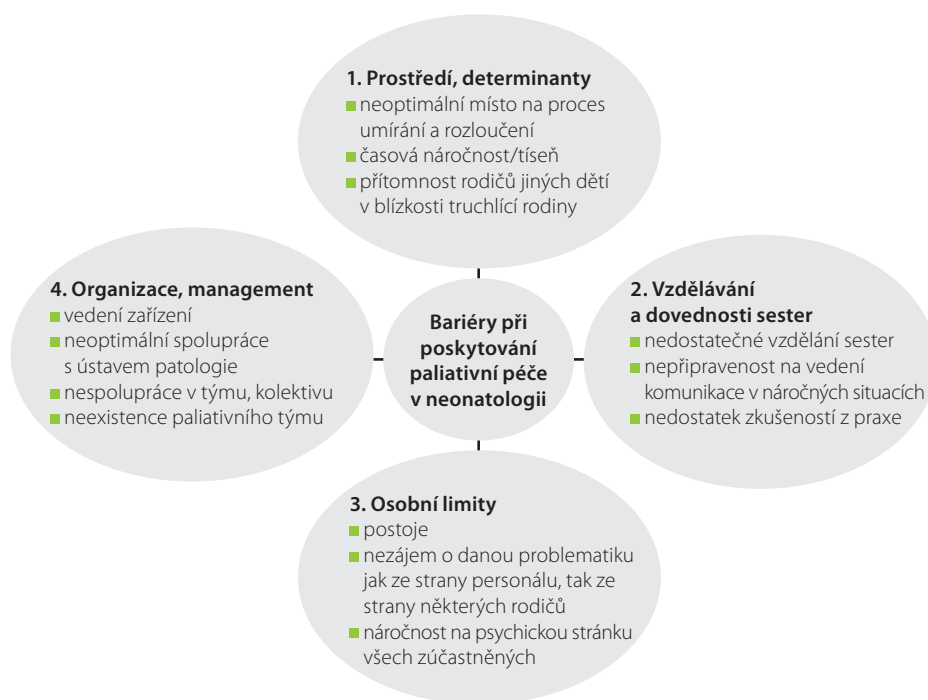 1. Prostředí, determinanty
neoptimální místo na proces
umírání a rozloučení
časová náročnost/tíseň
přítomnost rodičů jiných dětí
v blízkosti truchlící rodiny
4. Organizace, management
vedení zařízení
neoptimální spolupráce
s ústavem patologie
nespolupráce v týmu, kolektivu
neexistence paliativního týmu
Bariéry při
poskytování
paliativní péče
v neonatologii
2. Vzdělávání
a dovednosti sester
nedostatečné vzdělání sester
nepřipravenost na vedení
komunikace v náročných situacích
nedostatek zkušeností z praxe
3. Osobní limity
postoje
nezájem o danou problematiku
jak ze strany personálu, tak ze
strany některých rodičů
náročnost na psychickou stránku
všech zúčastněných